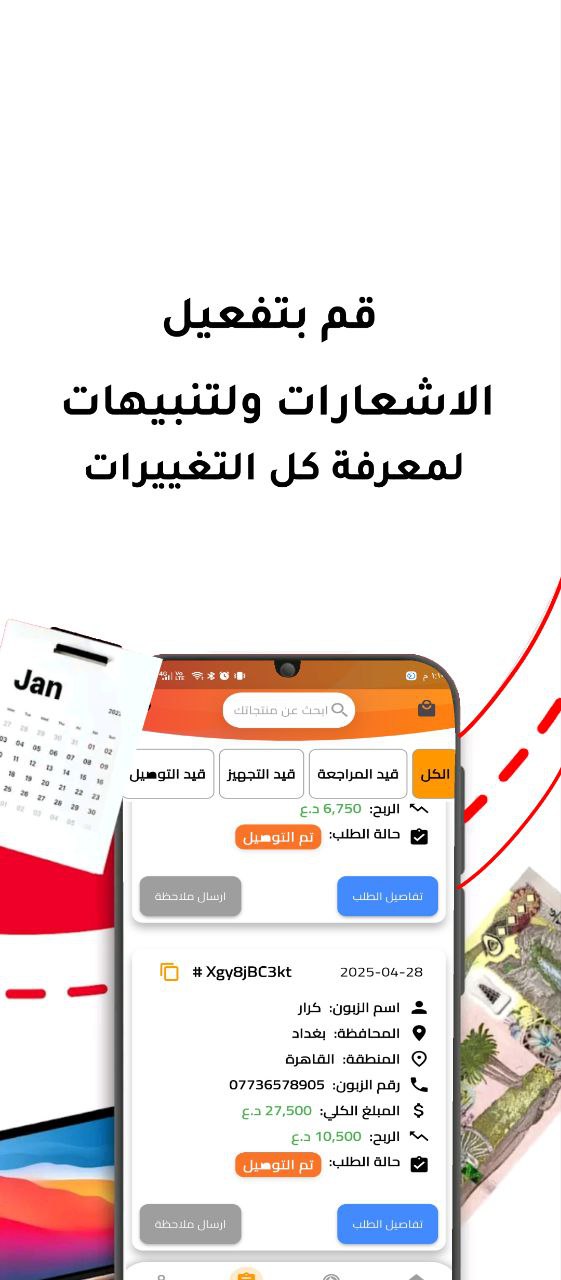 قم بتفعيل
الاشعارات ولتنبيهات
لمعرفة كل التغييرات
Jan
ابحث عن منتجاتك
الكل
قيد المراجعة
قيد التجهيز
قيد التوصيل
الربح: 6,750 د.ع
حالة الطلب: تم التوصيل
تفاصيل الطلب
ارسال ملاحظة
2025-04-28
# Xgy8jBC3kt
اسم الزبون: كرار
المحافظة: بغداد
المنطقة: القاهرة
رقم الزبون: 07736578905
المبلغ الكلي: 27,500 د.ع
الربح: 10,500 د.ع
حالة الطلب: تم التوصيل
تفاصيل الطلب
ارسال ملاحظة